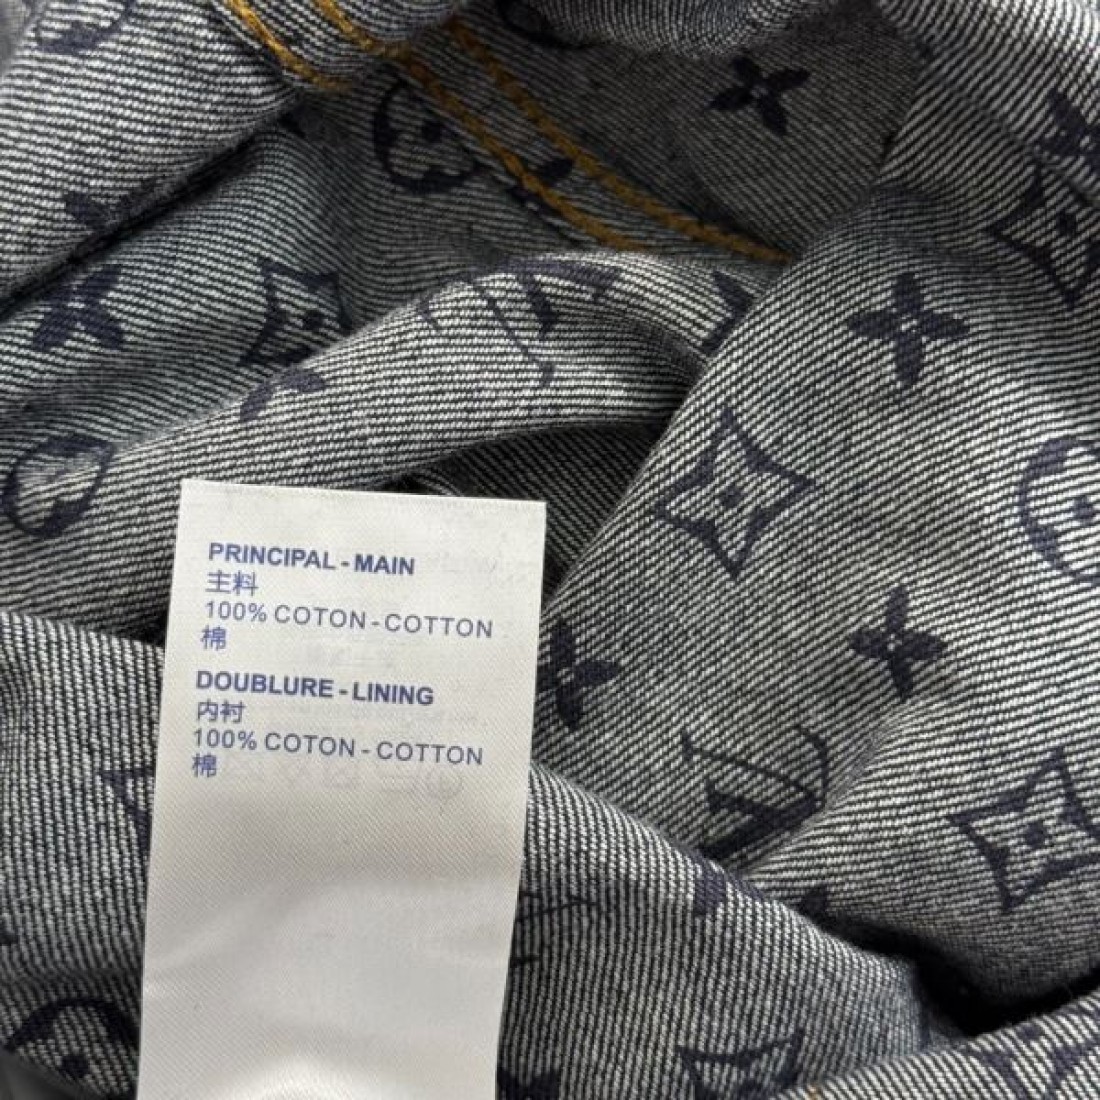 PRINCIPAL - MAIN
主料
100% COTON - COTTON
棉
DOUBLURE - LINING
内衬
100% COTON - COTTON
棉